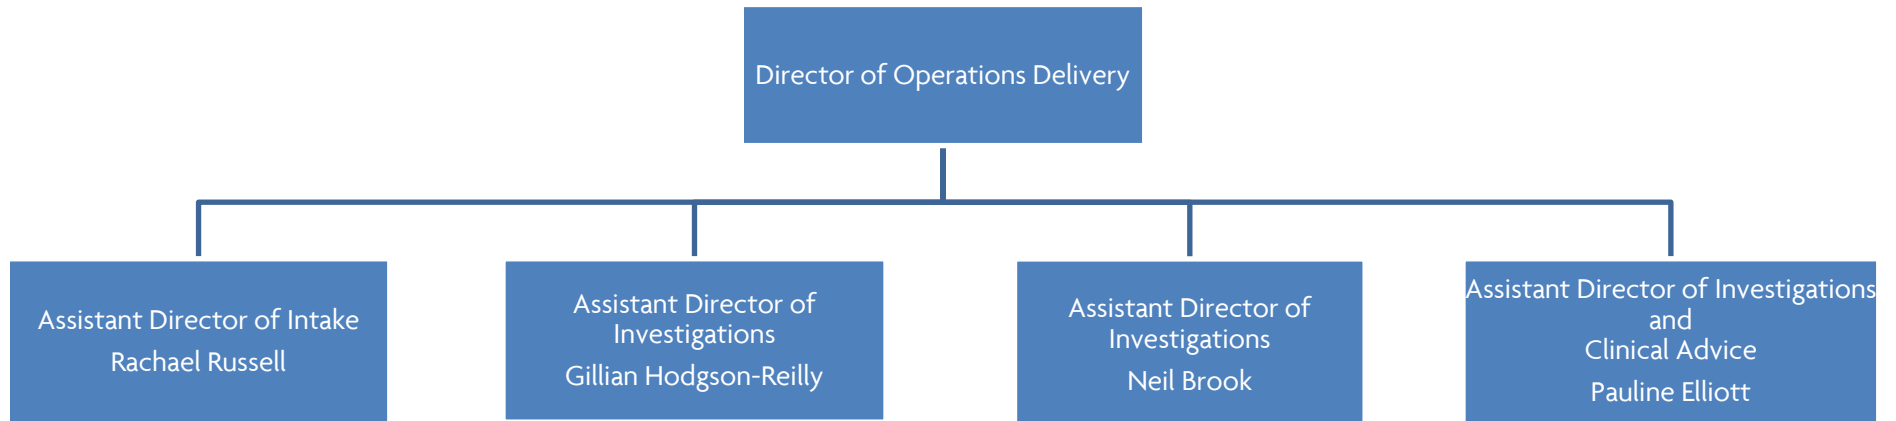 Director of Operations Delivery
Assistant Director of Intake
Rachael Russell
Assistant Director of
Investigations
Gillian Hodgson-Reilly
Assistant Director of
Investigations
Neil Brook
Assistant Director of Investigations
and
Clinical Advice
Pauline Elliott